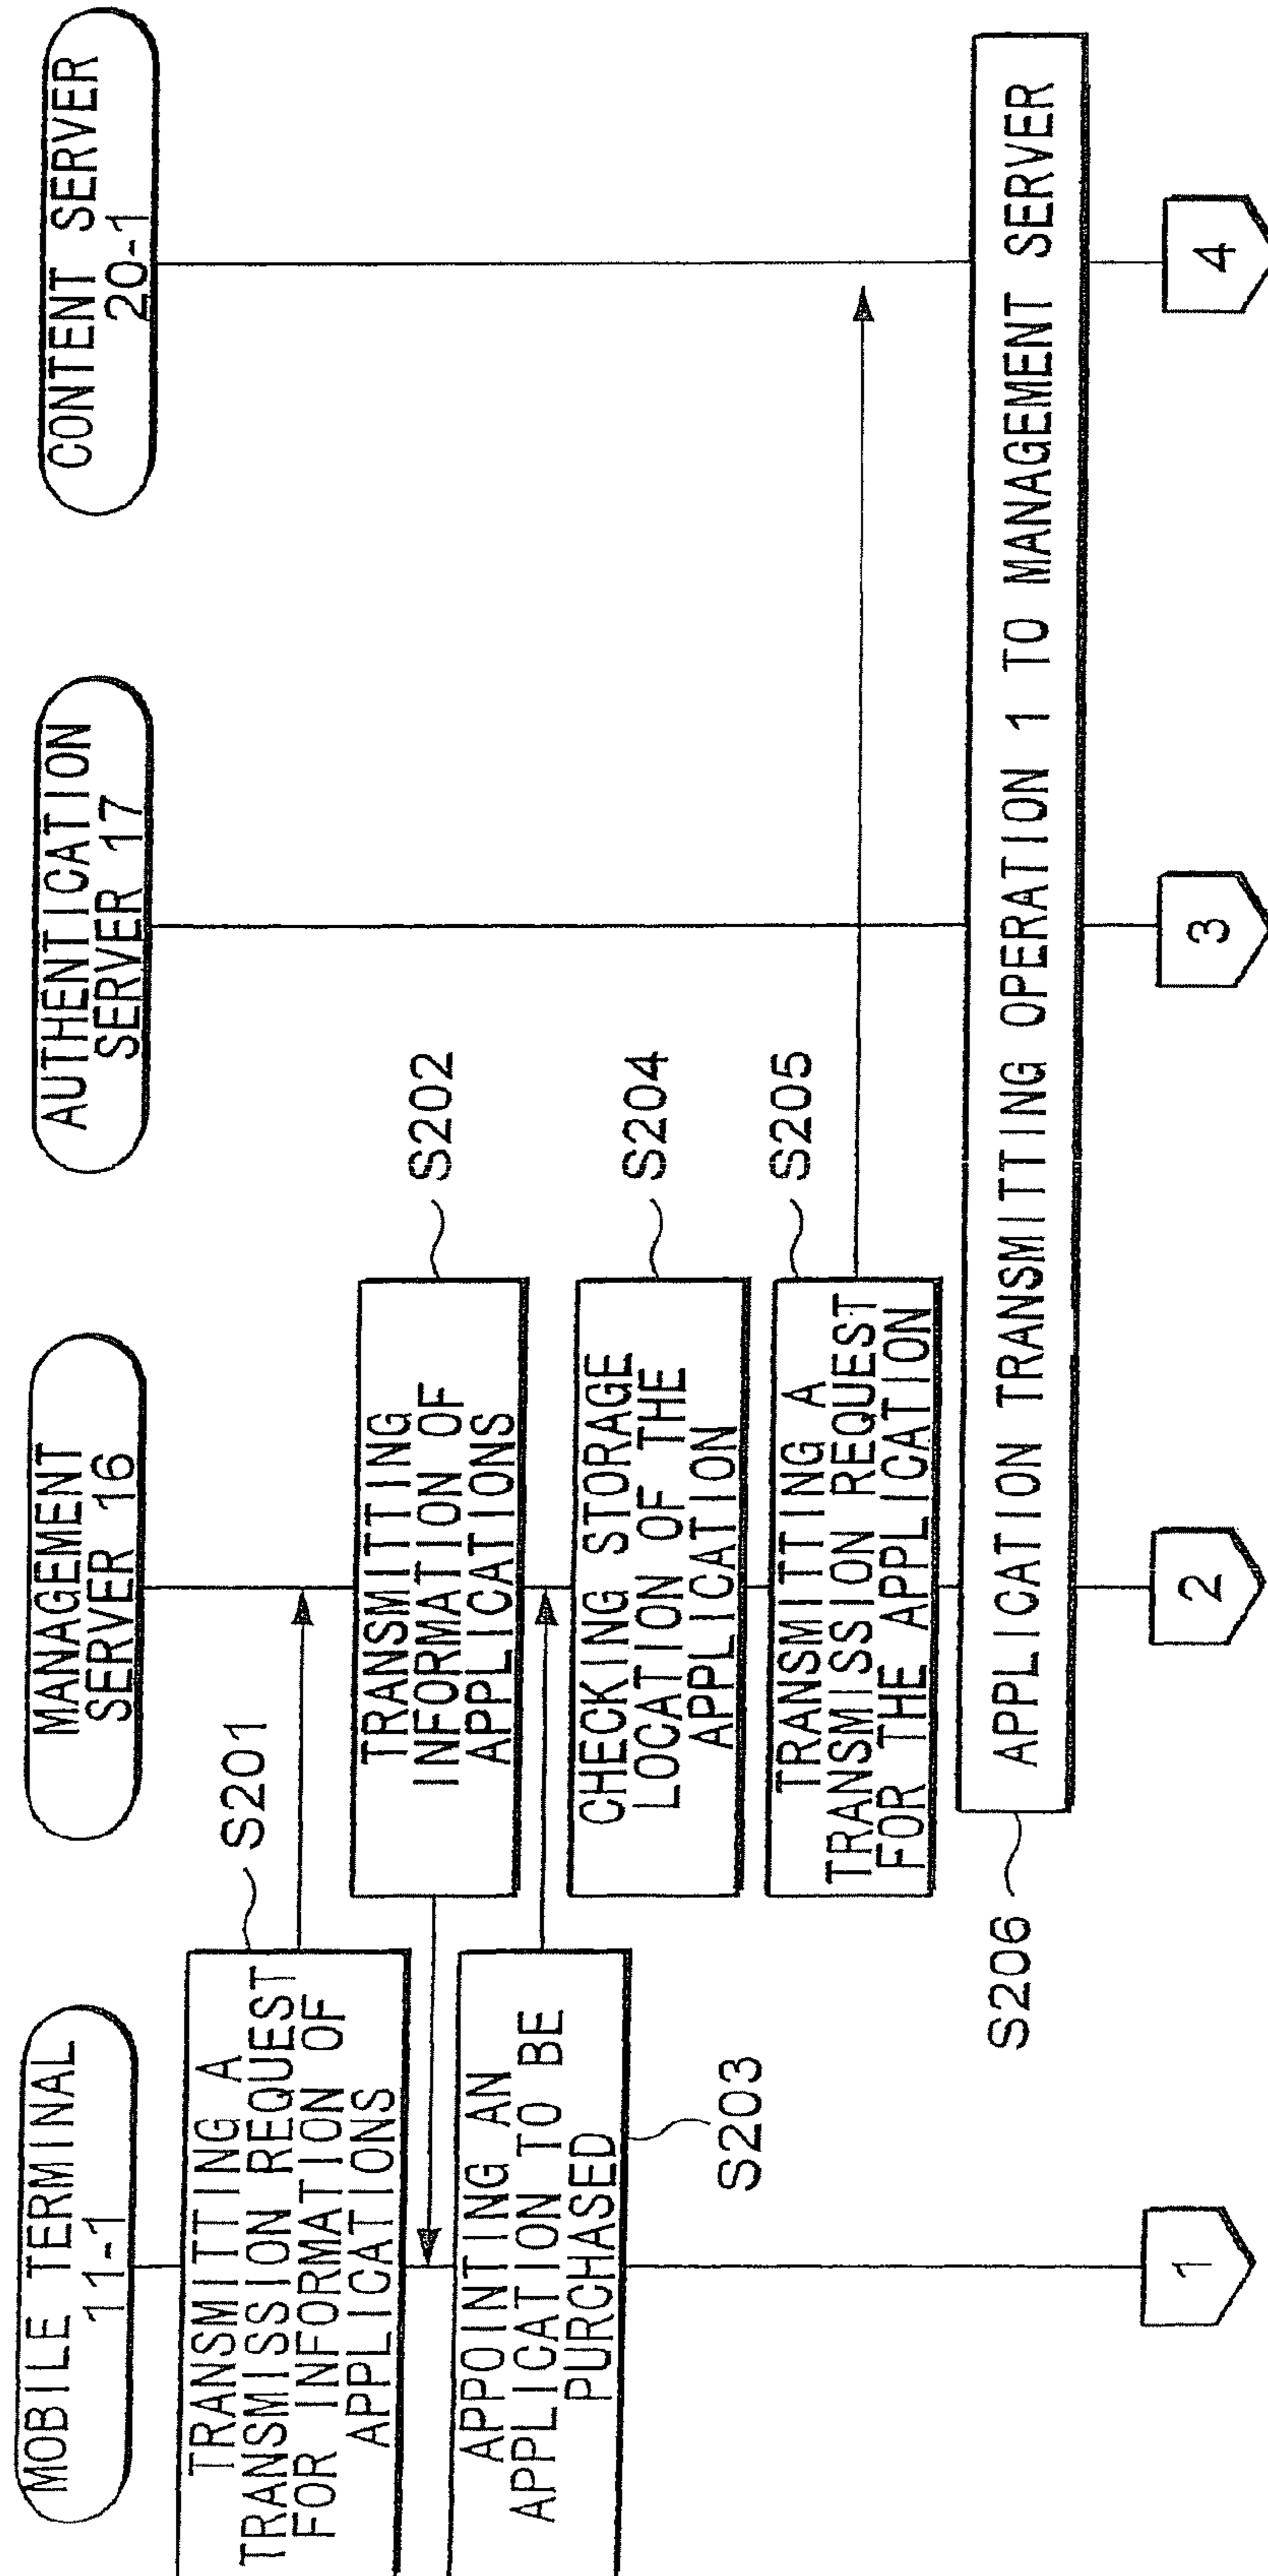 MOBILE TERMINAL
11-1
MANAGEMENT
SERVER 16
AUTHENTICATION
SERVER 17
CONTENT SERVER
20-1
TRANSMITTING A
TRANSMISSION REQUEST
FOR INFORMATION OF
APPLICATIONS
S201
TRANSMITTING
INFORMATION OF
APPLICATIONS
S202
APPOINTING AN
APPLICATION TO BE
PURCHASED
S203
CHECKING STORAGE
LOCATION OF THE
APPLICATION
S204
TRANSMITTING A
TRANSMISSION REQUEST
FOR THE APPLICATION
S205
APPLICATION TRANSMITTING OPERATION 1 TO MANAGEMENT SERVER
S206
1
2
3
4